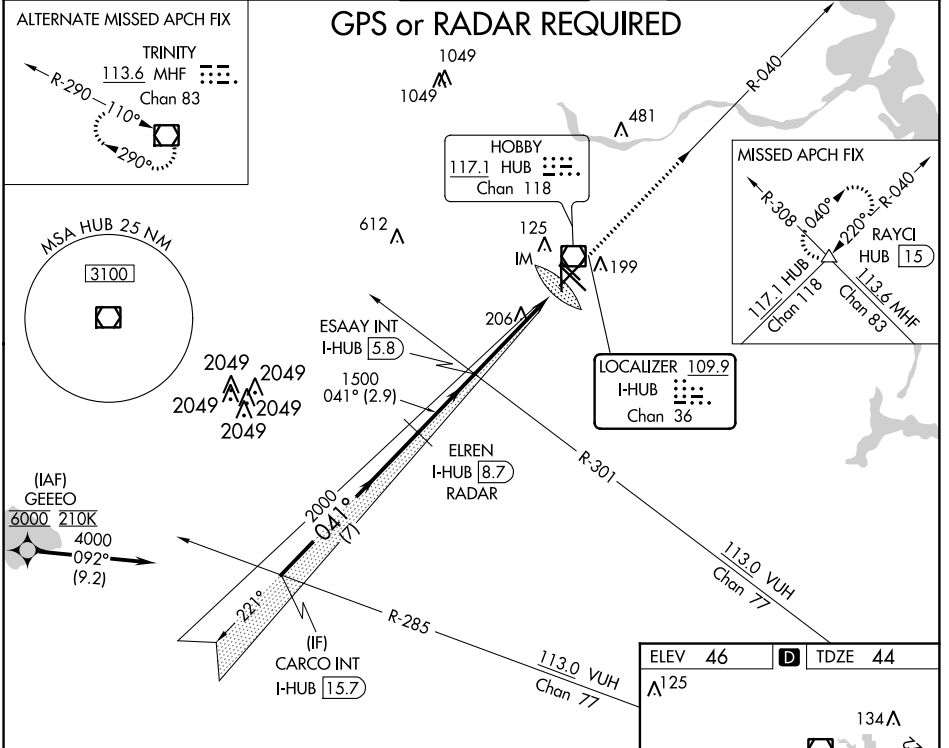 ALTERNATE MISSED APCH FIX
TRINITY
113.6 MHF
Chan 83
R-290
110°
290°
GPS or RADAR REQUIRED
1049
1049
481
R-040
HOBBY
117.1 HUB
Chan 118
MISSED APCH FIX
R-308
040°
R-040
220°
RAYCI
HUB 15
117.1 HUB
Chan 118
113.6 MHF
Chan 83
MSA HUB 25 NM
3100
612
125
IM
199
206
ESAAY INT
I-HUB 5.8
1500
041° (2.9)
LOCALIZER 109.9
I-HUB
Chan 36
2049
2049
2049
2049
2049
ELREN
I-HUB 8.7
RADAR
R-301
(IAF)
GEEEO
6000 210K
4000
092°
(9.2)
2000
041°
(7)
221°
113.0 VUH
Chan 77
R-285
(IF)
CARCO INT
I-HUB 15.7
113.0 VUH
Chan 77
ELEV 46 D TDZE 44
125
134